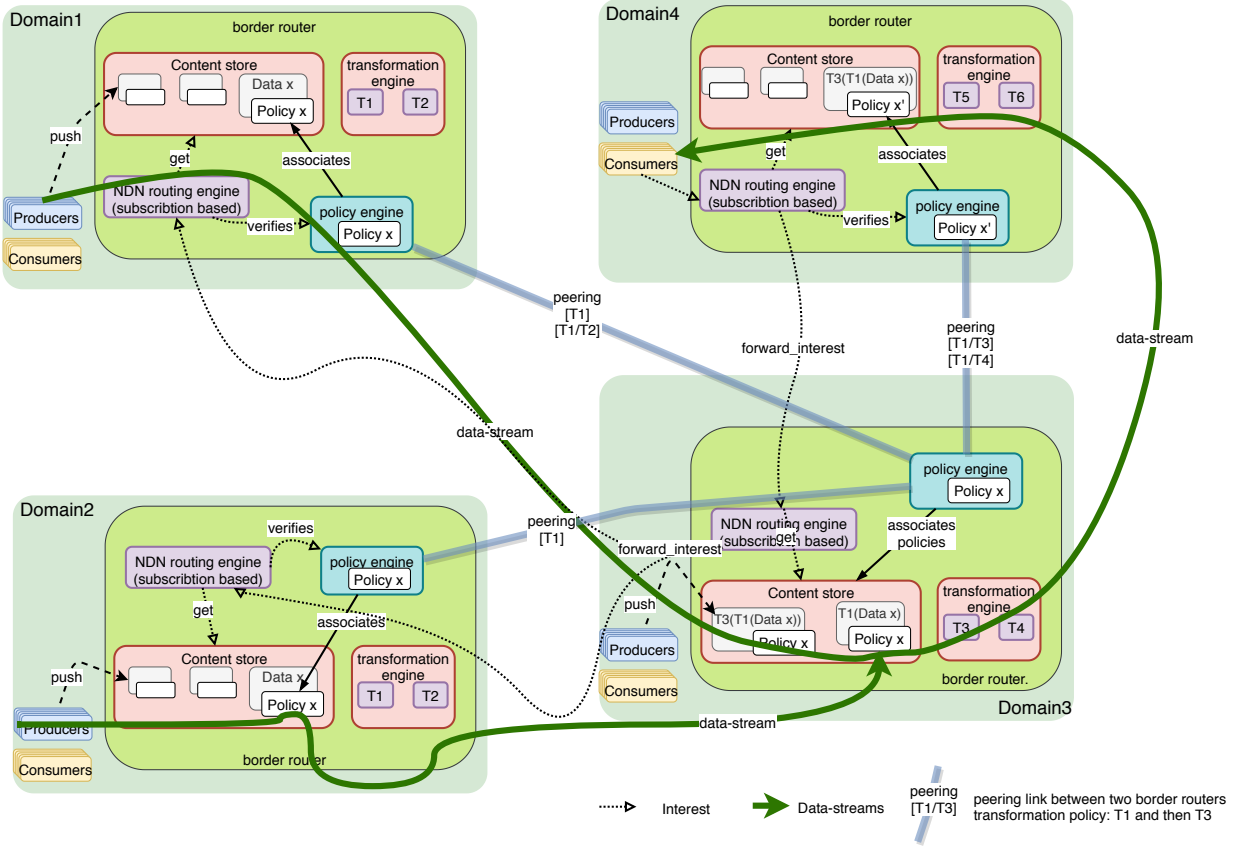 Domain1
border router
Content store
Data x
Policy x
transformation
engine
T1
T2
push
get
associates
NDN routing engine
(subscribtion based)
verifies
policy engine
Policy x
Producers
Consumers
peering
[T1]
[T1/T2]
Domain4
border router
Content store
T3(T1(Data x))
Policy x'
transformation
engine
T5
T6
Producers
Consumers
get
associates
NDN routing engine
(subscribtion based)
verifies
policy engine
Policy x'
peering
[T1/T3]
[T1/T4]
forward_interest
data-stream
data-stream
Domain2
verifies
NDN routing engine
(subscribtion based)
policy engine
Policy x
get
associates
Content store
Data x
Policy x
transformation
engine
T1
T2
push
Producers
Consumers
border router
peering
[T1]
policy engine
Policy x
NDN routing engine
(subscribtion based)
get
associates
policies
forward_interest
push
Content store
T3(T1(Data x))
Policy x
T1(Data x)
Policy x
transformation
engine
T3
T4
Producers
Consumers
border router.
Domain3
data-stream
Interest
Data-streams
peering
[T1/T3]
peering link between two border routers
transformation policy: T1 and then T3